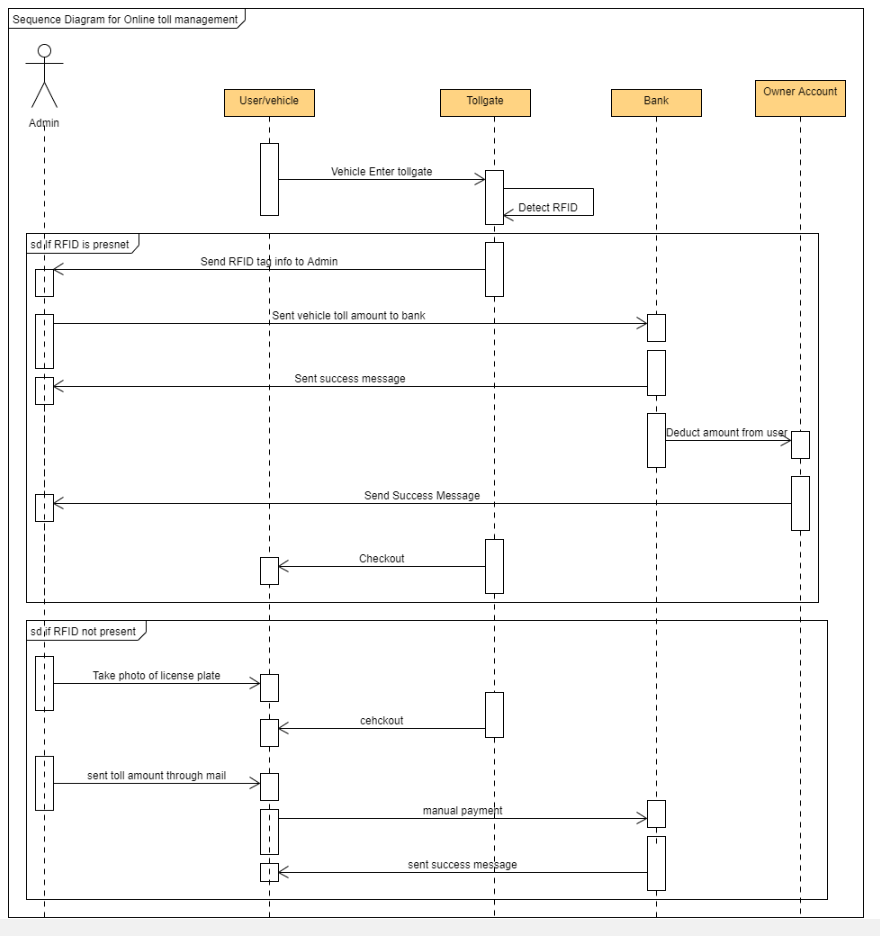 Sequence Diagram for Online toll management
Admin
User/vehicle
Tollgate
Bank
Owner Account
Vehicle Enter tollgate
Detect RFID
sd if RFID is presnet
Send RFID tag info to Admin
Sent vehicle toll amount to bank
Sent success message
Deduct amount from user
Send Success Message
Checkout
sd if RFID not present
Take photo of license plate
cehckout
sent toll amount through mail
manual payment
sent success message